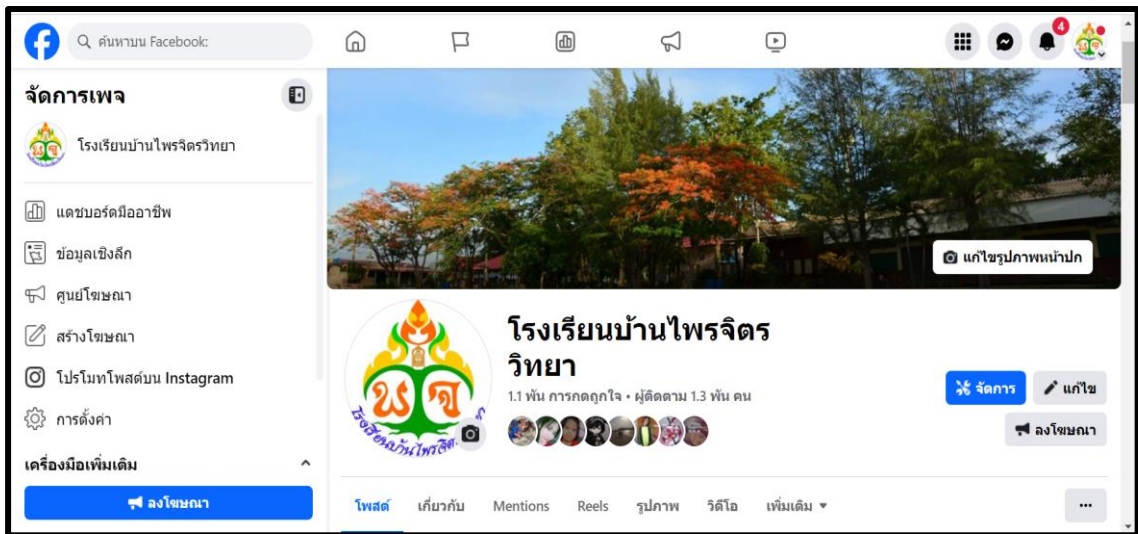 ค้นหาบน Facebook:
4
จัดการเพจ
โรงเรียนบ้านไพรจิตรวิทยา
แดชบอร์ดมืออาชีพ
ข้อมูลเชิงลึก
ศูนย์โฆษณา
สร้างโฆษณา
โปรโมทโพสต์บน Instagram
การตั้งค่า
เครื่องมือเพิ่มเติม
ลงโฆษณา
แก้ไขรูปภาพหน้าปก
น จ
โรงเรียนบ้านไพรจิตร
วิทยา
1.1 พัน การกดถูกใจ • ผู้ติดตาม 1.3 พัน คน
จัดการ
แก้ไข
ลงโฆษณา
โพสต์ เกี่ยวกับ Mentions Reels รูปภาพ วิดีโอ เพิ่มเติม